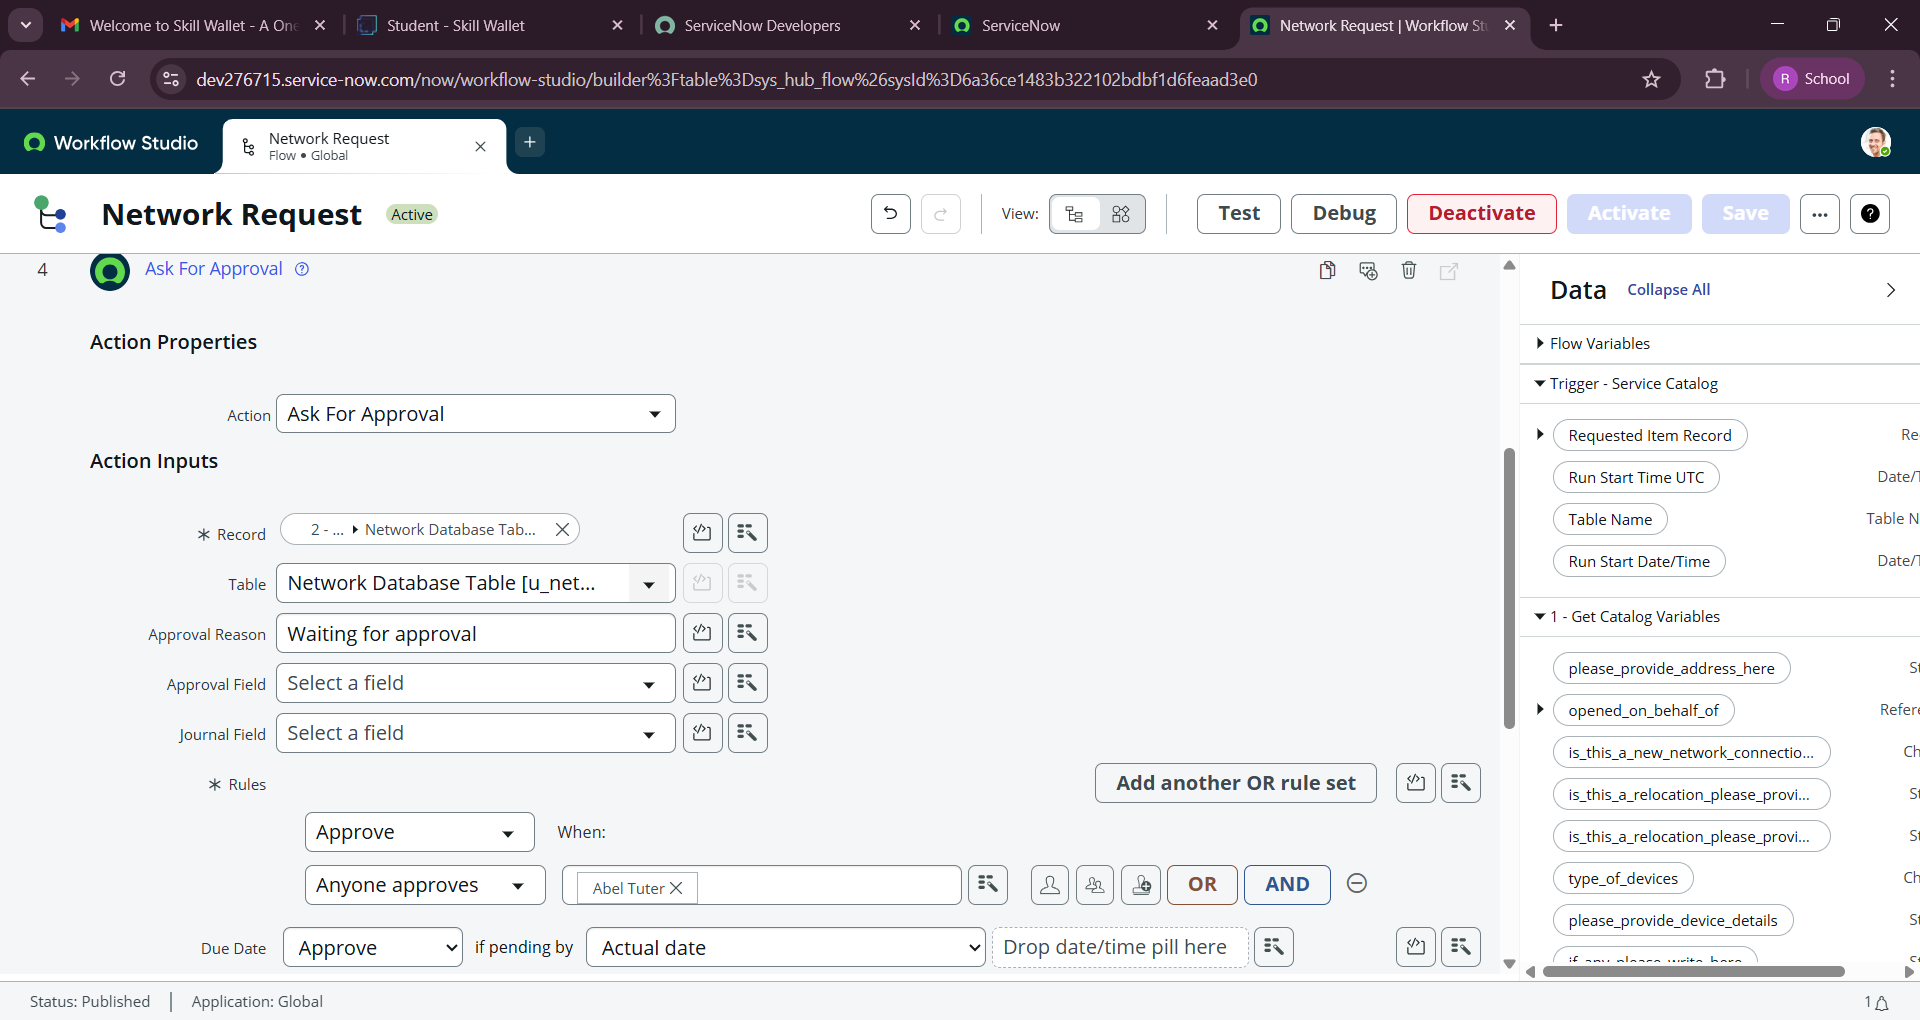 Welcome to Skill Wallet - A One
Student - Skill Wallet
ServiceNow Developers
ServiceNow
Network Request | Workflow St
dev276715.service-now.com/now/workflow-studio/builder%3Ftable%3Dsys_hub_flow%26sysId%3D6a36ce1483b322102bdbf1d6feaad3e0
R School
Workflow Studio
Network Request
Flow • Global
Network Request
Active
View:
Test
Debug
Deactivate
Activate
Save
4
Ask For Approval
Action Properties
Action
Ask For Approval
Action Inputs
Record
2 - ... Network Database Tab...
Table
Network Database Table [u_net...
Approval Reason
Waiting for approval
Approval Field
Select a field
Journal Field
Select a field
Rules
Add another OR rule set
Approve
When:
Anyone approves
Abel Tuter
OR
AND
Due Date
Approve
if pending by
Actual date
Drop date/time pill here
Data
Collapse All
Flow Variables
Trigger - Service Catalog
Requested Item Record
Re
Run Start Time UTC
Date/T
Table Name
Table N
Run Start Date/Time
Date/T
1 - Get Catalog Variables
please_provide_address_here
St
opened_on_behalf_of
Refere
is_this_a_new_network_connectio...
Ch
is_this_a_relocation_please_provi...
St
is_this_a_relocation_please_provi...
St
type_of_devices
Ch
please_provide_device_details
St
if_any_please_write_here
St
Status: Published
Application: Global
1